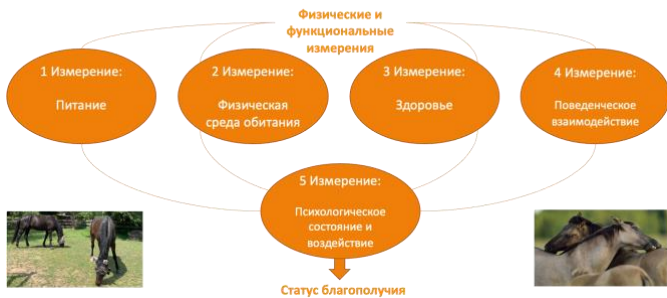 Физические и
функциональные
измерения
1 Измерение:
Питание
2 Измерение:
Физическая
среда обитания
3 Измерение:
Здоровье
4 Измерение:
Поведенческое
взаимодействие
5 Измерение:
Психологическое
состояние и
воздействие
Статус благополучия